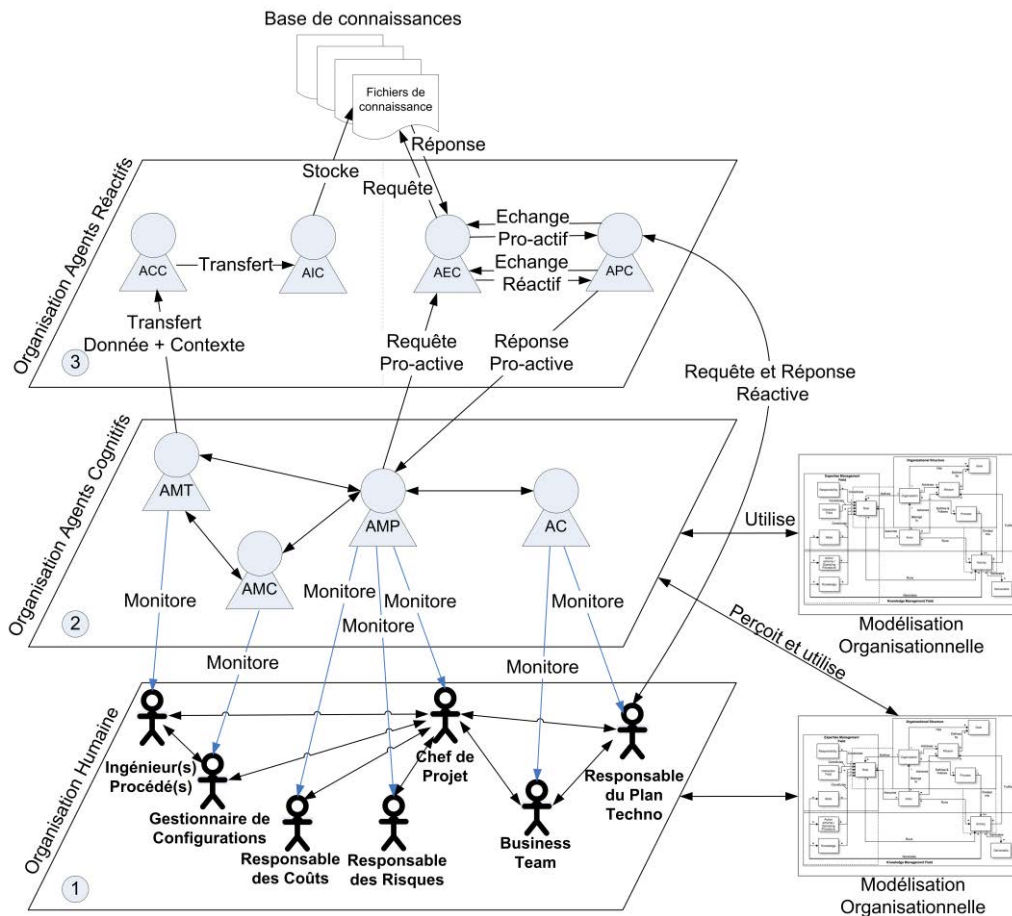 Base de connaissances
Fichiers de
connaissance
Réponse
Stocke
Requête
Organisation Agents Réactifs
ACC
Transfert
AIC
AEC
Echange
Pro-actif
Echange
Réactif
APC
Transfert
Donnée + Contexte
Requête
Pro-active
Réponse
Pro-active
3
Requête et Réponse
Réactive
Organisation Agents Cognitifs
AMT
AMP
AC
AMC
Utilise
Monitore
Monitore
Monitore
Monitore
Monitore
Monitore
2
Modélisation
Organisationnelle
Perçoit et utilise
Organisation Humaine
Ingénieur(s)
Procédé(s)
Chef de
Projet
Gestionnaire de
Configurations
Responsable
du Plan
Techno
Responsable
des Coûts
Responsable
des Risques
Business
Team
1
Modélisation
Organisationnelle